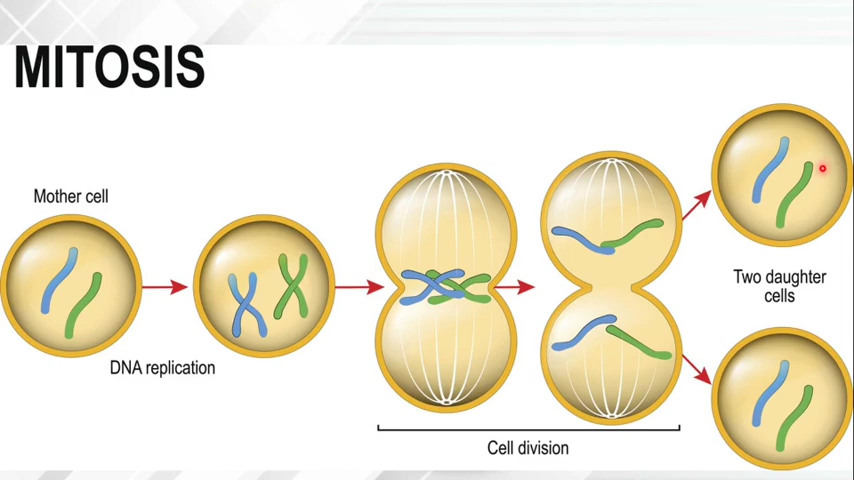 MITOSIS
Mother cell
DNA replication
Cell division
Two daughter
cells